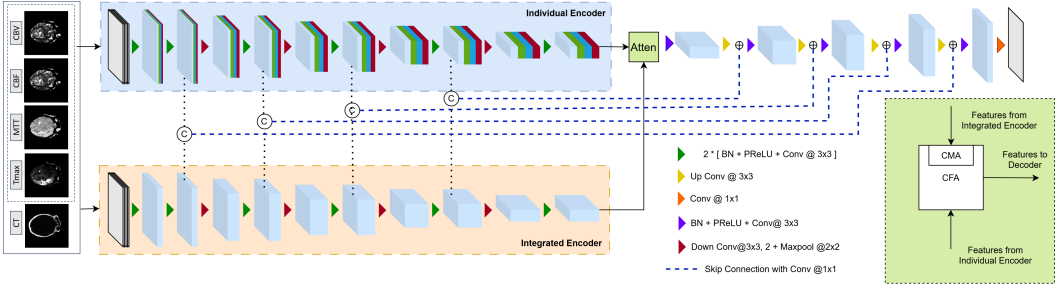 CBV
CBF
MTT
Tmax
CT
Individual Encoder
C
C
C
C
Integrated Encoder
Atten
2 * [ BN + PReLU + Conv @ 3x3 ]
Up Conv @ 3x3
Conv @ 1x1
BN + PReLU + Conv@ 3x3
Down Conv@3x3, 2 + Maxpool @2x2
Skip Connection with Conv @1x1
Features from
Integrated Encoder
CMA
CFA
Features to
Decoder
Features from
Individual Encoder